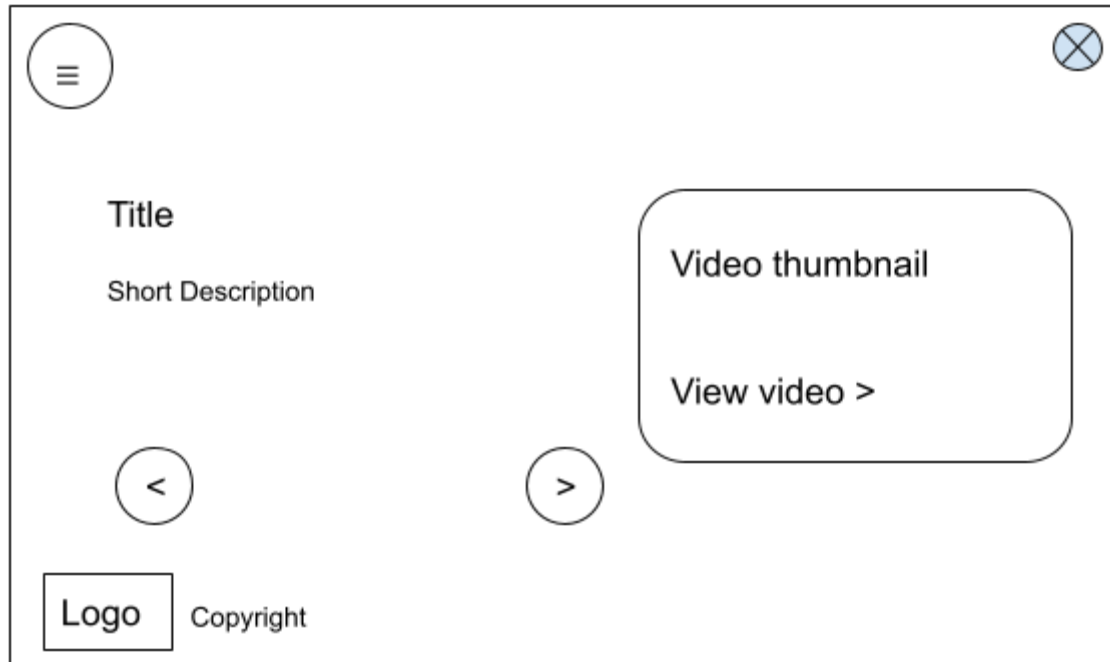 ≡
Title
Short Description
Video thumbnail
View video >
<
>
Logo
Copyright